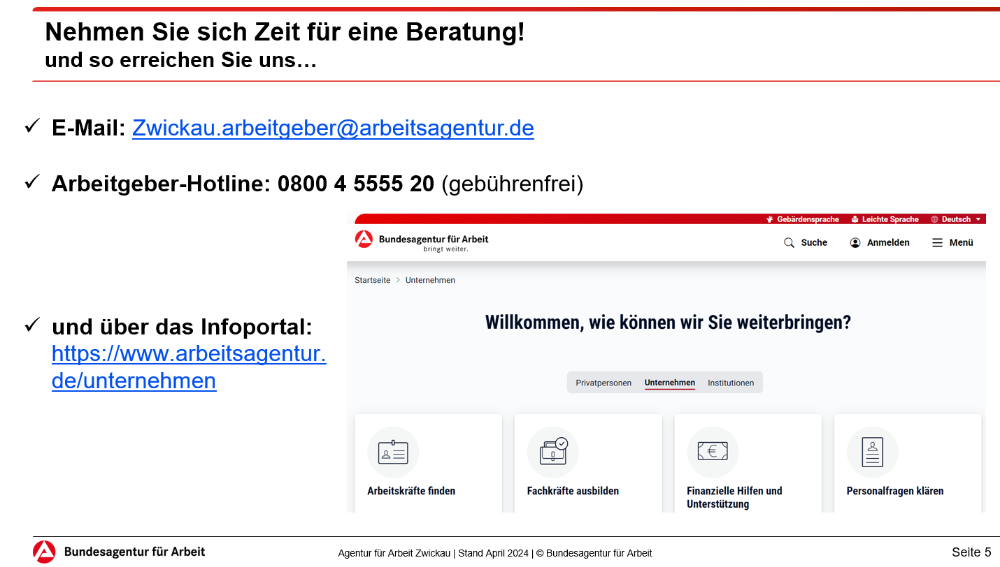 Nehmen Sie sich Zeit für eine Beratung!
und so erreichen Sie uns…
✓ E-Mail: Zwickau.arbeitgeber@arbeitsagentur.de
✓ Arbeitgeber-Hotline: 0800 4 5555 20 (gebührenfrei)
✓ und über das Infoportal:
https://www.arbeitsagentur.
de/unternehmen
Gebärdensprache Leichte Sprache Deutsch
Bundesagentur für Arbeit
bringt weiter.
Suche Anmelden Menü
Startseite > Unternehmen
Willkommen, wie können wir Sie weiterbringen?
Privatpersonen Unternehmen Institutionen
Arbeitskräfte finden
Fachkräfte ausbilden
Finanzielle Hilfen und
Unterstützung
Personalfragen klären
Bundesagentur für Arbeit
Agentur für Arbeit Zwickau | Stand April 2024 | © Bundesagentur für Arbeit
Seite 5